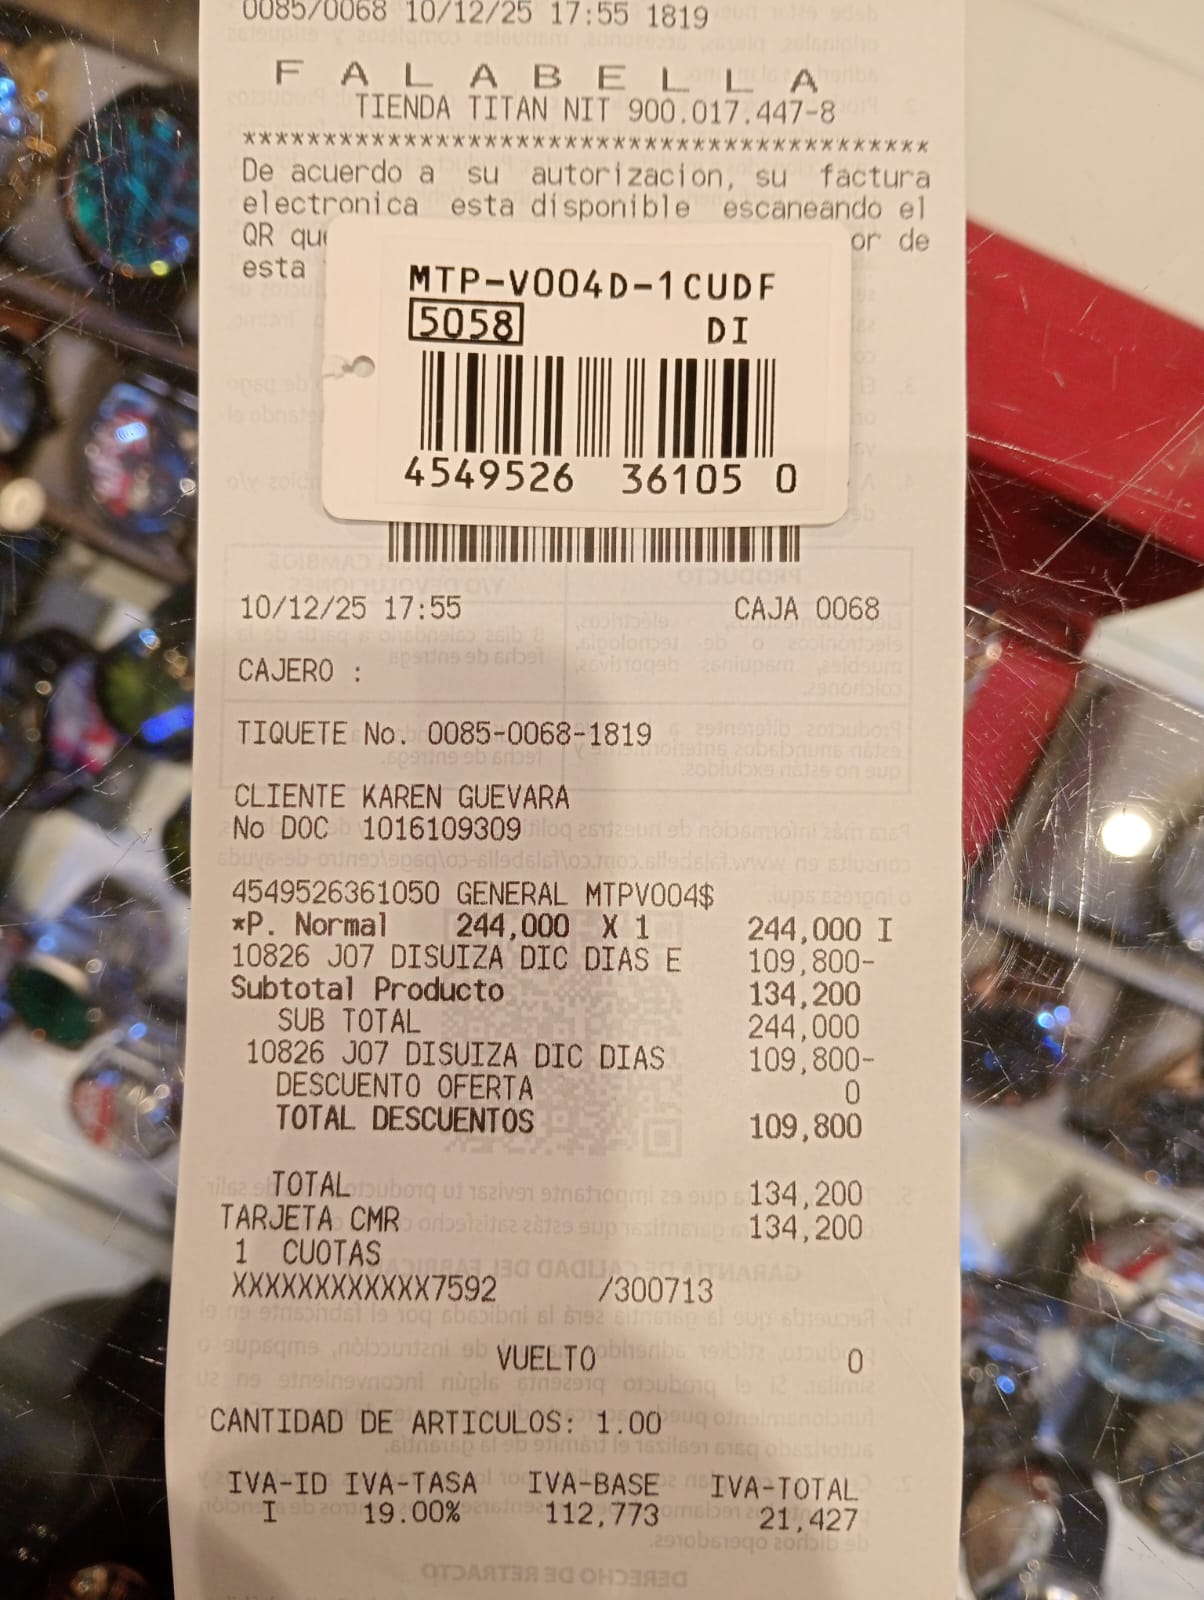 0085/0068 10/12/25 17:55 1819
F A L A B E L L A
TIENDA TITAN NIT 900.017.447-8
*******************************************
De acuerdo a su autorizacion, su factura
electronica esta disponible escaneando el
QR que or de
esta
MTP-V004D-1CUDF
5058 DI
4549526 36105 0
10/12/25 17:55 CAJA 0068
CAJERO :
TIQUETE No. 0085-0068-1819
CLIENTE KAREN GUEVARA
No DOC 1016109309
4549526361050 GENERAL MTPV004$
*P. Normal 244,000 X 1 244,000 I
10826 J07 DISUIZA DIC DIAS E 109,800-
Subtotal Producto 134,200
SUB TOTAL 244,000
10826 J07 DISUIZA DIC DIAS 109,800-
DESCUENTO OFERTA 0
TOTAL DESCUENTOS 109,800
TOTAL 134,200
TARJETA CMR 134,200
1 CUOTAS
XXXXXXXXXXXX7592 /300713
VUELTO 0
CANTIDAD DE ARTICULOS: 1.00
IVA-ID IVA-TASA IVA-BASE IVA-TOTAL
I 19.00% 112,773 21,427